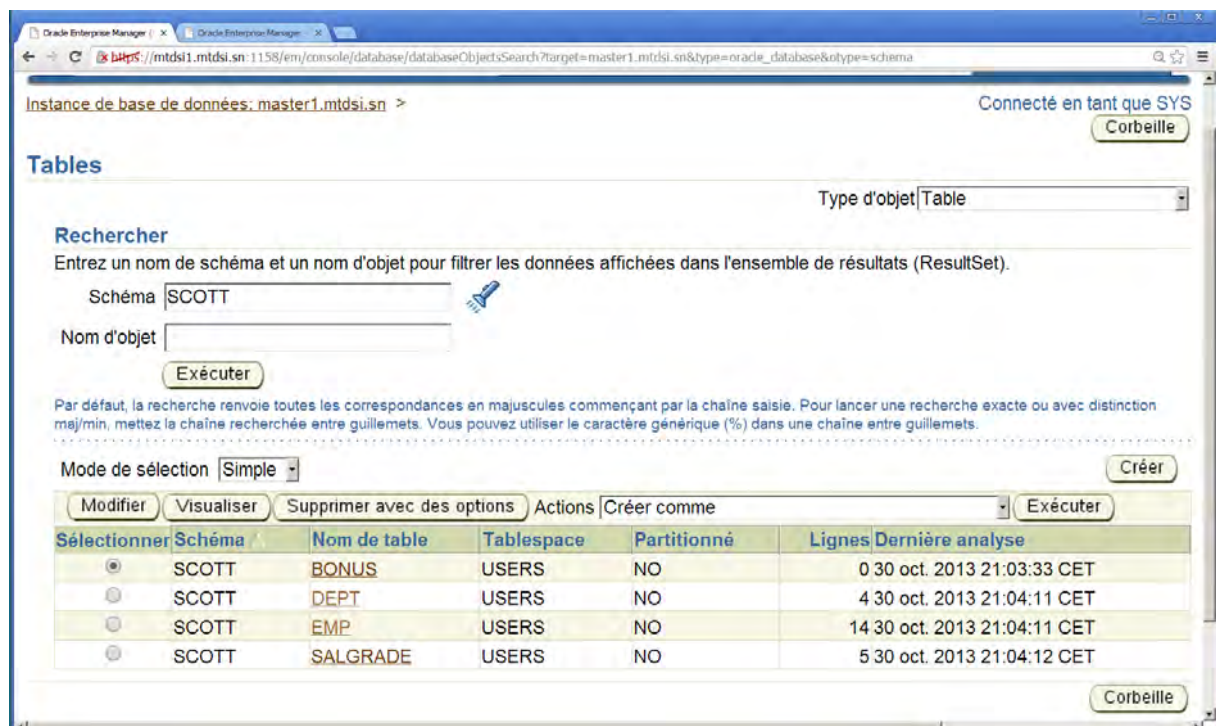 Oracle Enterprise Manager ( × Oracle Enterprise Manager ×
https://mtdsi1.mtdsi.sn:1158/em/console/database/databaseObjectsSearch?target=master1.mtdsi.sn&type=oracle_database&otype=schema
Instance de base de données: master1.mtdsi.sn >
Connecté en tant que SYS
Corbeille
Tables
Type d'objet Table
Rechercher
Entrez un nom de schéma et un nom d'objet pour filtrer les données affichées dans l'ensemble de résultats (ResultSet).
Schéma SCOTT
Nom d'objet
Exécuter
Par défaut, la recherche renvoie toutes les correspondances en majuscules commençant par la chaîne saisie. Pour lancer une recherche exacte ou avec distinction
maj/min, mettez la chaîne recherchée entre guillemets. Vous pouvez utiliser le caractère générique (%) dans une chaîne entre guillemets.
Mode de sélection Simple
Créer
Modifier Visualiser Supprimer avec des options Actions Créer comme Exécuter
Sélectionner Schéma Nom de table Tablespace Partitionné Lignes Dernière analyse
SCOTT BONUS USERS NO 0 30 oct. 2013 21:03:33 CET
SCOTT DEPT USERS NO 4 30 oct. 2013 21:04:11 CET
SCOTT EMP USERS NO 14 30 oct. 2013 21:04:11 CET
SCOTT SALGRADE USERS NO 5 30 oct. 2013 21:04:12 CET
Corbeille